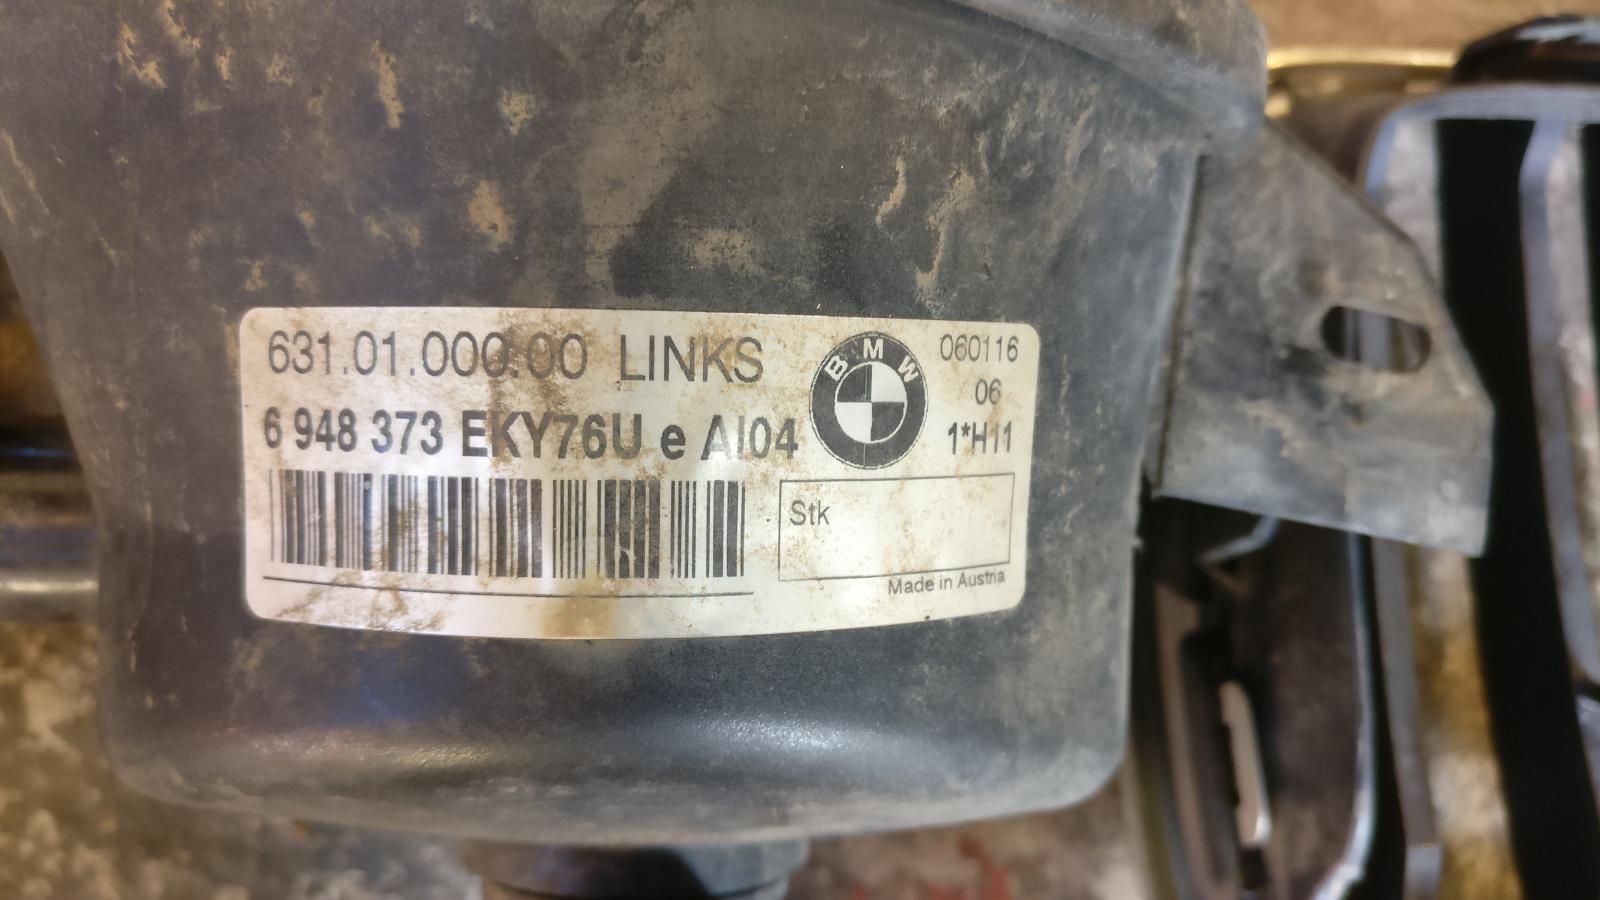 631.01.000.00 LINKS
6 948 373 EKY76U e AI04
BMW
060116
06
1*H11
Stk
Made in Austria